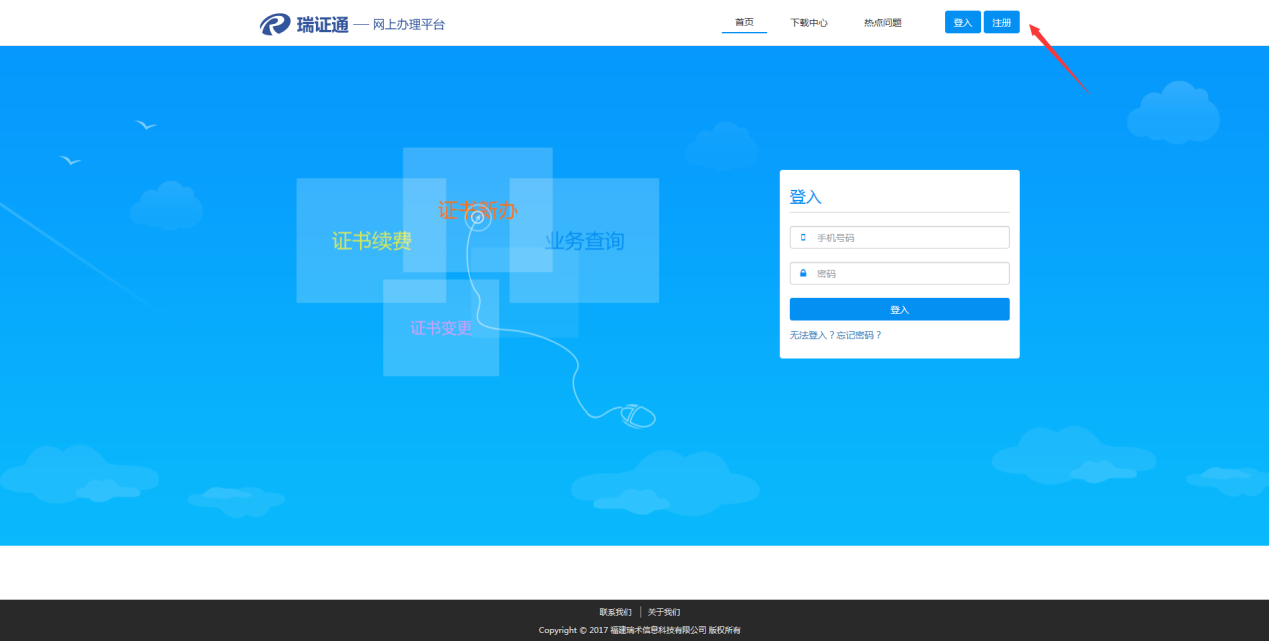 瑞证通 — 网上办理平台
首页 下载中心 热点问题 登入 注册
证书新办
证书续费
业务查询
证书变更
登入
手机号码
密码
登入
无法登入？忘记密码？
联系我们 | 关于我们
Copyright © 2017 福建瑞术信息科技有限公司 版权所有